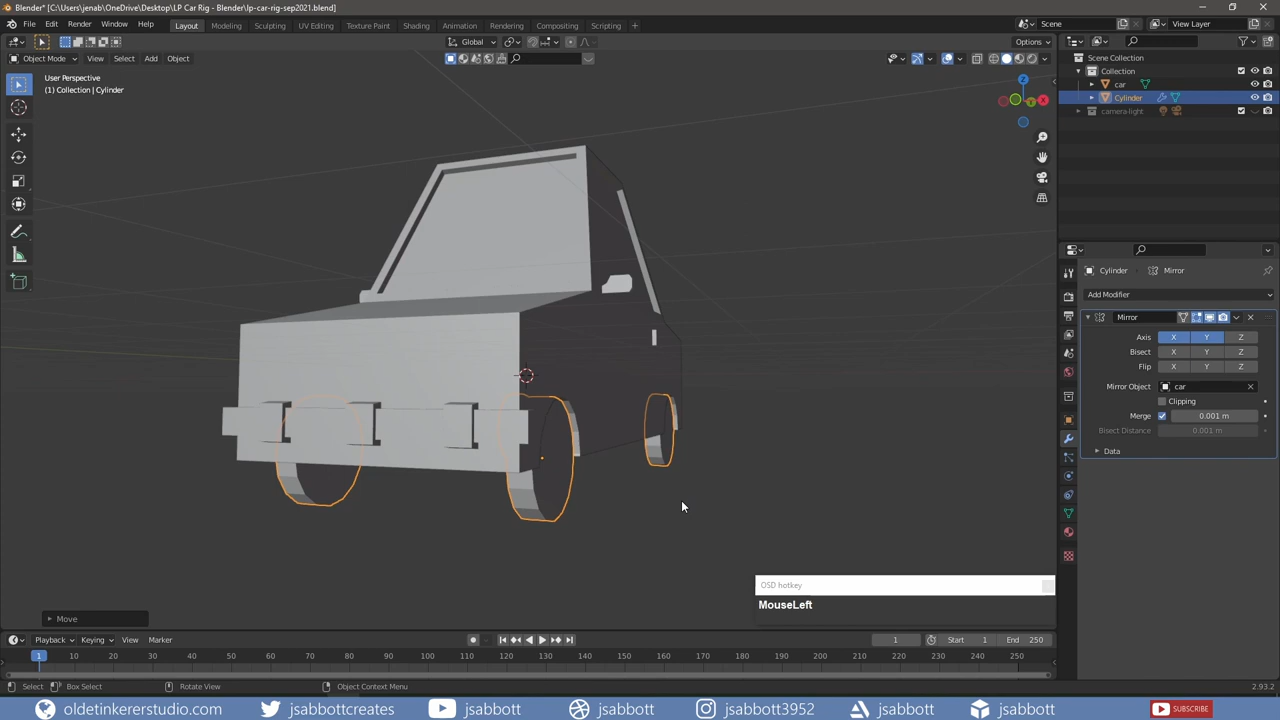 Blender* [C:\Users\jenab\OneDrive\Desktop\LP Car Rig\lp-car-rig-sep2021.blend]
File Edit Render Window Help Layout Modeling Sculpting UV Editing Texture Paint Shading Animation Rendering Compositing Scripting + Scene View Layer
Global Options
Object Mode View Select Add Object
User Perspective
(1) Collection | Cylinder
Scene Collection
Collection
car
Cylinder
camera-light
X
Y
Z
Cylinder Mirror
Add Modifier
Mirror
Axis X Y Z
Bisect X Y Z
Flip X Y Z
Mirror Object car
Clipping
Merge 0.001 m
Bisect Distance 0.001 m
Data
OSD hotkey
MouseLeft
Move
Playback Keying View Marker 1 Start 1 End 250
1 10 20 30 40 50 60 70 80 90 100 110 120 130 140 150 160 170 180 190 200 210 220 230 240 250
Select Box Select Rotate View Object Context Menu 2.93.2
oldetinkererstudio.com jsabbottcreates jsabbott jsabbott jsabbott3952 jsabbott jsabbott SUBSCRIBE